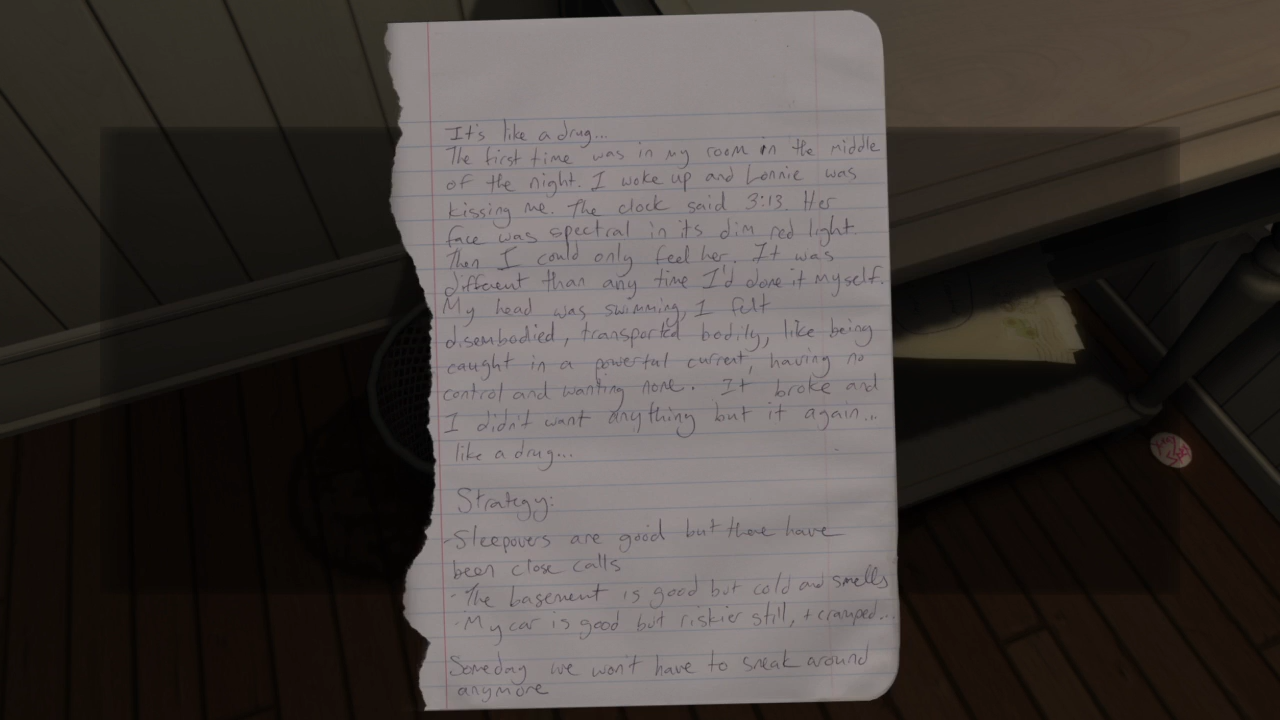 It's like a drug...
The first time was in my room in the middle
of the night. I woke up and Lonnie was
kissing me. The clock said 3:13. Her
face was spectral in its dim red light.
Then I could only feel her. It was
different than any time I'd done it myself.
My head was swimming, I felt
disembodied, transported bodily, like being
caught in a powerful current, having no
control and wanting none. It broke and
I didn't want anything but it again...
like a drug...
Strategy:
-Sleepovers are good but there have
been close calls
-The basement is good but cold and smells
-My car is good but riskier still, + cramped...
Someday we won't have to sneak around
anymore